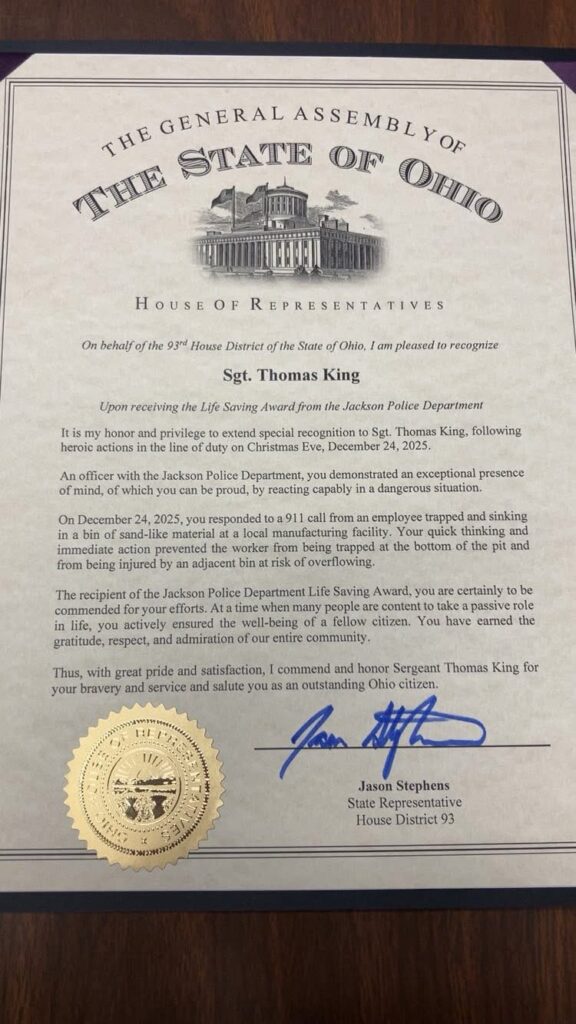 THE GENERAL ASSEMBLY OF
THE STATE OF OHIO
HOUSE OF REPRESENTATIVES
On behalf of the 93rd House District of the State of Ohio, I am pleased to recognize
Sgt. Thomas King
Upon receiving the Life Saving Award from the Jackson Police Department
It is my honor and privilege to extend special recognition to Sgt. Thomas King, following
heroic actions in the line of duty on Christmas Eve, December 24, 2025.
An officer with the Jackson Police Department, you demonstrated an exceptional presence
of mind, of which you can be proud, by reacting capably in a dangerous situation.
On December 24, 2025, you responded to a 911 call from an employee trapped and sinking
in a bin of sand-like material at a local manufacturing facility. Your quick thinking and
immediate action prevented the worker from being trapped at the bottom of the pit and
from being injured by an adjacent bin at risk of overflowing.
The recipient of the Jackson Police Department Life Saving Award, you are certainly to be
commended for your efforts. At a time when many people are content to take a passive role
in life, you actively ensured the well-being of a fellow citizen. You have earned the
gratitude, respect, and admiration of our entire community.
Thus, with great pride and satisfaction, I commend and honor Sergeant Thomas King for
your bravery and service and salute you as an outstanding Ohio citizen.
Jason Stephens
State Representative
House District 93
REPRESENTATIVES